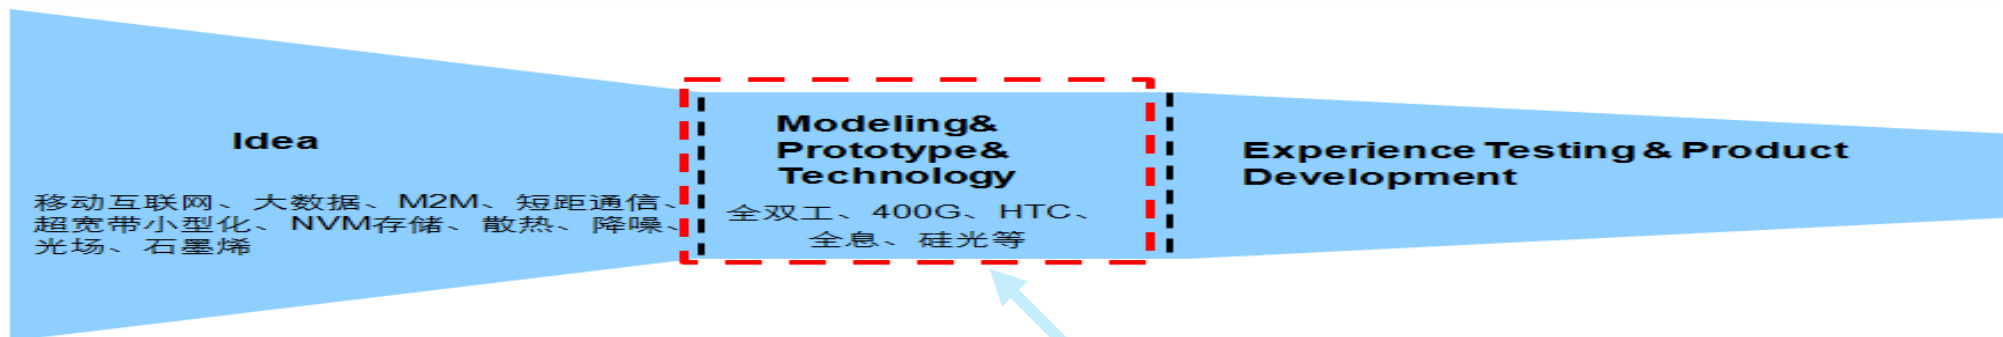 Idea
移动互联网、大数据、M2M、短距通信、
超宽带小型化、NVM存储、散热、降噪、
光场、石墨烯
Modeling&
Prototype&
Technology
全双工、400G、HTC、
全息、硅光等
Experience Testing & Product
Development